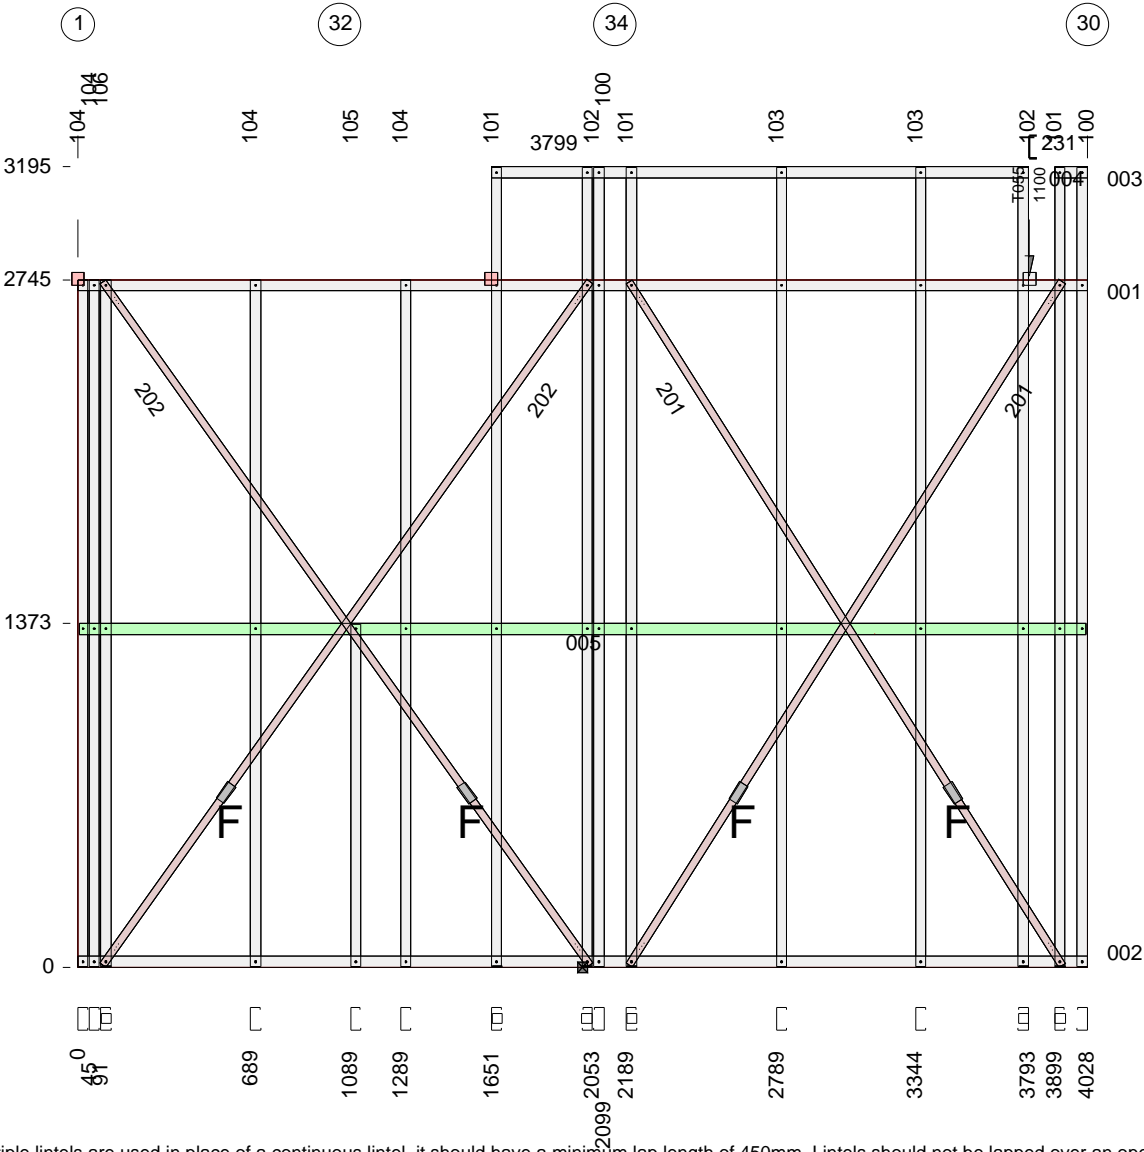 1 32 34 30
104 104 106 104 105 104 101 102 100 101 103 103 102 101 100
3799 231
3195 T055 1100 004 003
2745 7 001
202 202 201 201
1373
005
F F F F
0 002
0 45 91 689 1089 1289 1651 2053 2099 2189 2789 3344 3793 3899 4028
iple lintels are used in place of a continuous lintel, it should have a minimum lap length of 450mm. Lintels should not be lapped over an ope